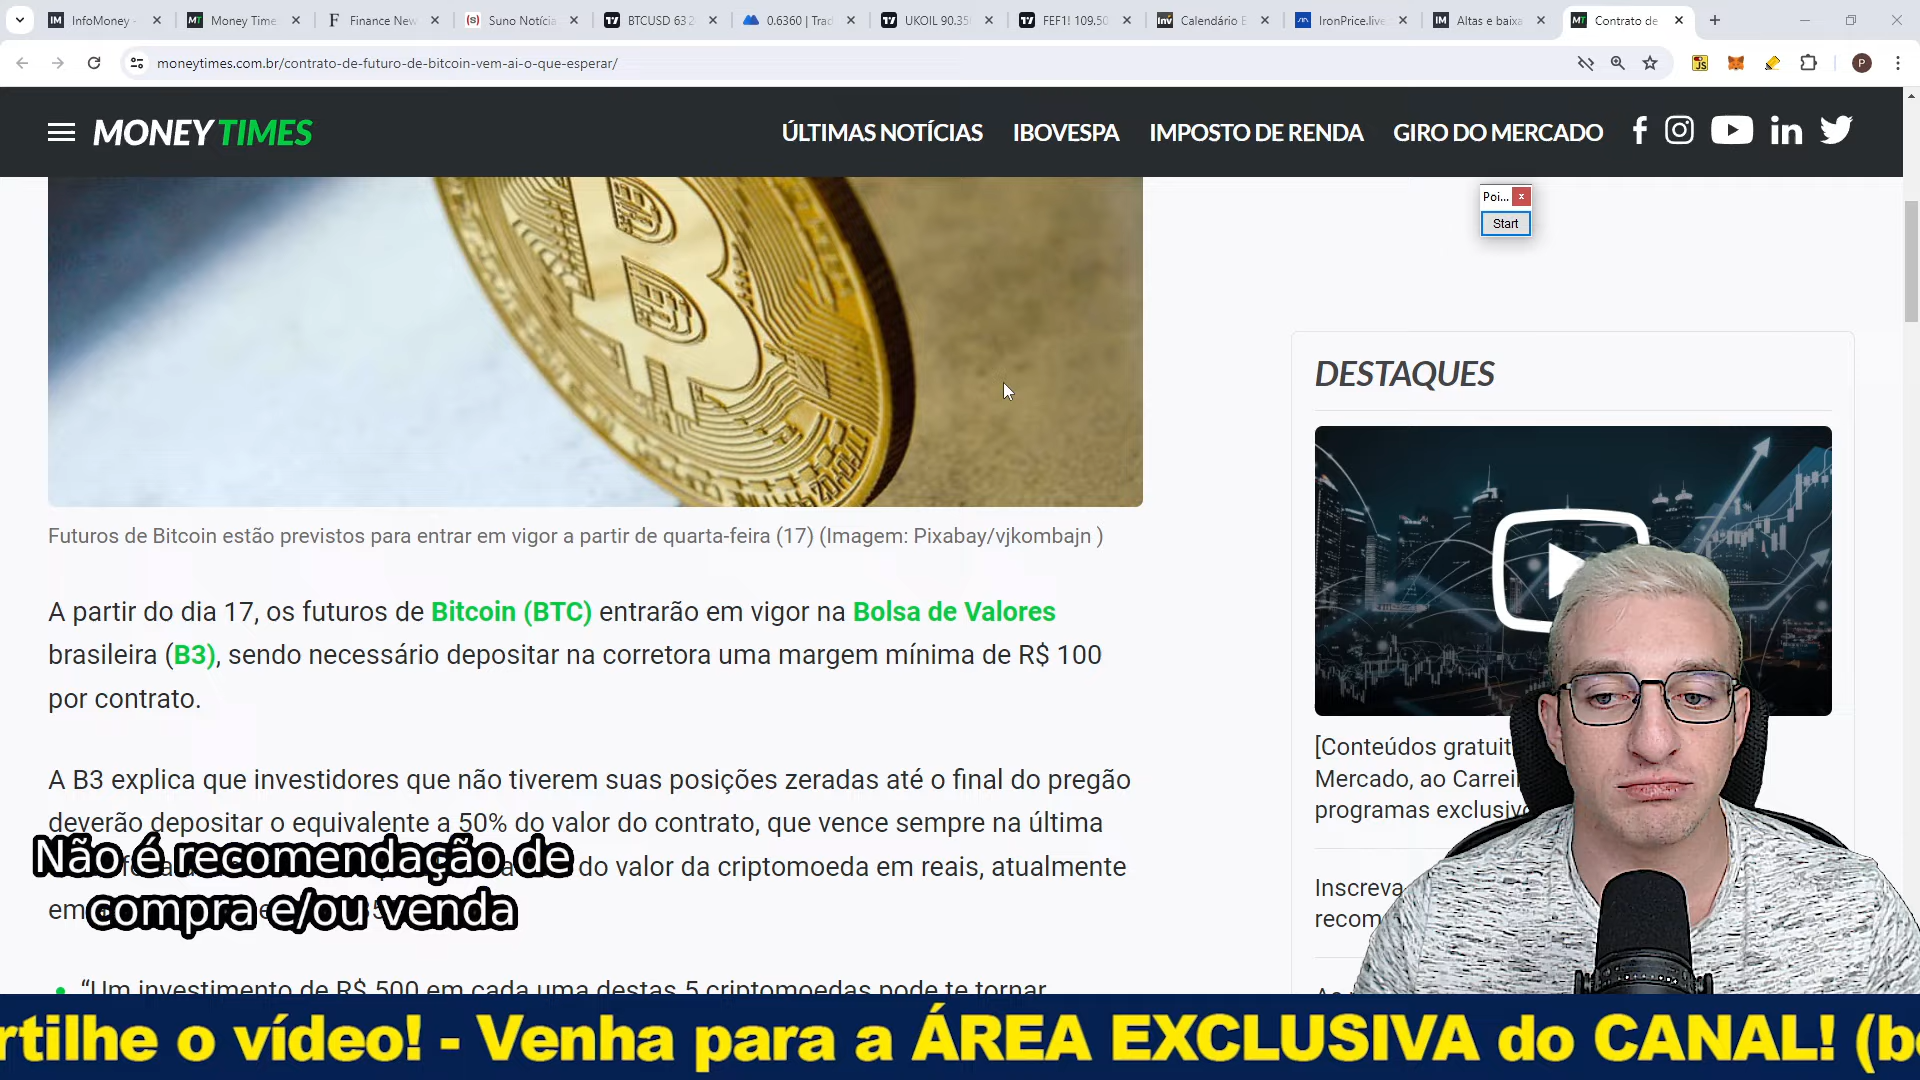 InfoMoney -
Money Time
Finance New
Suno Notícia
BTCUSD 63
0.6360 | Trad
UKOIL 90.35
FEF1! 109.50
Calendário E
IronPrice.live
Altas e baixa
Contrato de
moneytimes.com.br/contrato-de-futuro-de-bitcoin-vem-ai-o-que-esperar/
MONEY TIMES
ÚLTIMAS NOTÍCIAS
IBOVESPA
IMPOSTO DE RENDA
GIRO DO MERCADO
Poi...
Start
Futuros de Bitcoin estão previstos para entrar em vigor a partir de quarta-feira (17) (Imagem: Pixabay/vjkombajn )
A partir do dia 17, os futuros de Bitcoin (BTC) entrarão em vigor na Bolsa de Valores
brasileira (B3), sendo necessário depositar na corretora uma margem mínima de R$ 100
por contrato.
A B3 explica que investidores que não tiverem suas posições zeradas até o final do pregão
deverão depositar o equivalente a 50% do valor do contrato, que vence sempre na última
do valor da criptomoeda em reais, atualmente
em
Não é recomendação de
compra e/ou venda
“Um investimento de R$ 500 em cada uma destas 5 criptomoedas pode te tornar
DESTAQUES
[Conteúdos gratuit
Mercado, ao Carrei
programas exclusivo
Inscreva
recom
rtilhe o vídeo! - Venha para a ÁREA EXCLUSIVA do CANAL! (b